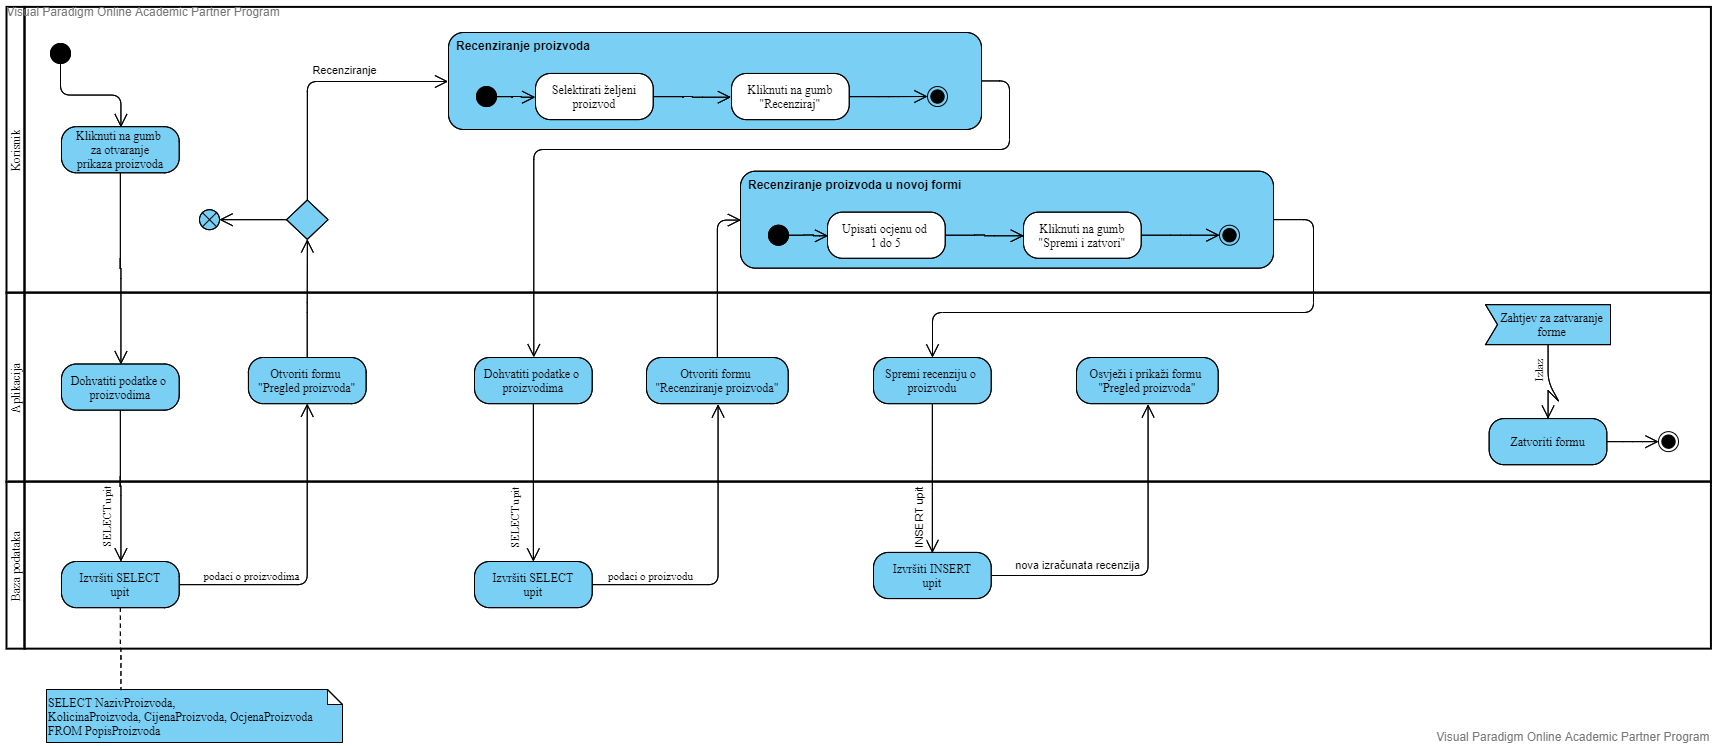 Visual Paradigm Online Academic Partner Program
Korisnik
Kliknuti na gumb
za otvaranje
prikaza proizvoda
Recenziranje
Recenziranje proizvoda
Selektirati željeni
proizvod
Kliknuti na gumb
"Recenziraj"
Recenziranje proizvoda u novoj formi
Upisati ocjenu od
1 do 5
Kliknuti na gumb
"Spremi i zatvori"
Aplikacija
Dohvatiti podatke o
proizvodima
Otvoriti formu
"Pregled proizvoda"
Dohvatiti podatke o
proizvodima
Otvoriti formu
"Recenziranje proizvoda"
Spremi recenziju o
proizvodu
Osvježi i prikaži formu
"Pregled proizvoda"
Zahtjev za zatvaranje
forme
Izlaz
Zatvoriti formu
Baza podataka
SELECT upit
Izvršiti SELECT
upit
podaci o proizvodima
SELECT upit
Izvršiti SELECT
upit
podaci o proizvodu
INSERT upit
Izvršiti INSERT
upit
nova izračunata recenzija
SELECT NazivProizvoda,
KolicinaProizvoda, CijenaProizvoda, OcjenaProizvoda
FROM PopisProizvoda
Visual Paradigm Online Academic Partner Program